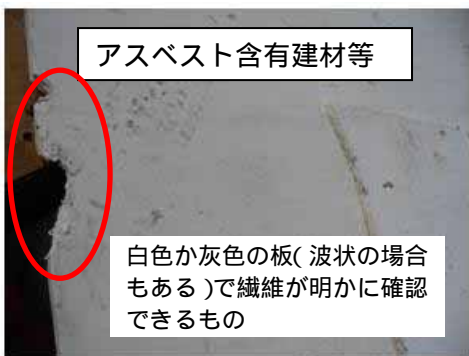 アスベスト含有建材等
白色か灰色の板(波状の場合
もある)で繊維が明かに確認
できるもの